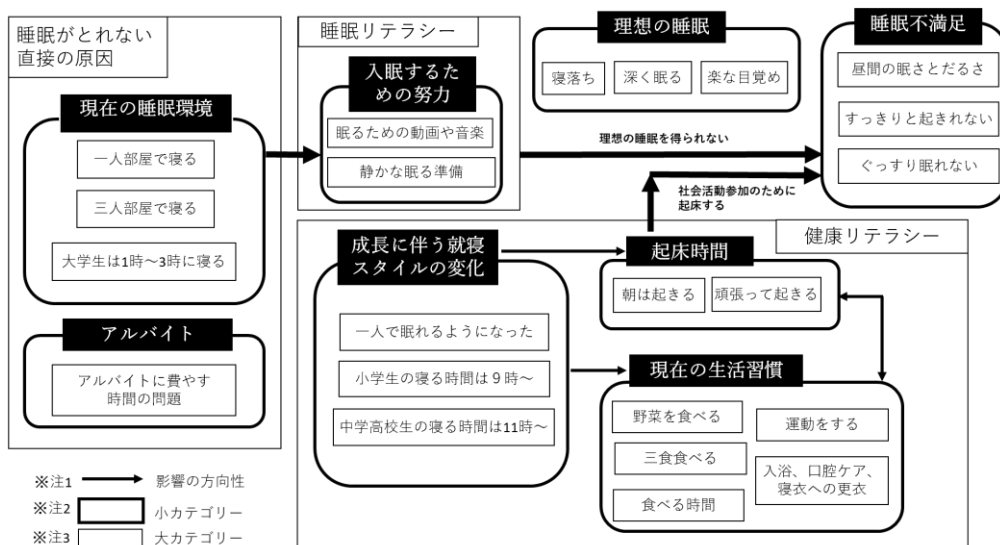 睡眠がとれない
直接の原因
現在の睡眠環境
一人部屋で寝る
三人部屋で寝る
大学生は1時～3時に寝る
アルバイト
アルバイトに費やす
時間の問題
睡眠リテラシー
入眠するた
めの努力
眠るための動画や音楽
静かな眠る準備
理想の睡眠
寝落ち
深く眠る
楽な目覚め
理想の睡眠を得られない
社会活動参加のために
起床する
睡眠不満足
昼間の眠さとだるさ
すっきりと起きれない
ぐっすり眠れない
健康リテラシー
成長に伴う就寝
スタイルの変化
一人で眠れるようになった
小学生の寝る時間は９時～
中学高校生の寝る時間は11時～
起床時間
朝は起きる
頑張って起きる
現在の生活習慣
野菜を食べる
三食食べる
食べる時間
運動をする
入浴、口腔ケア、
寝衣への更衣
※注1 影響の方向性
※注2 小カテゴリー
※注3 大カテゴリー